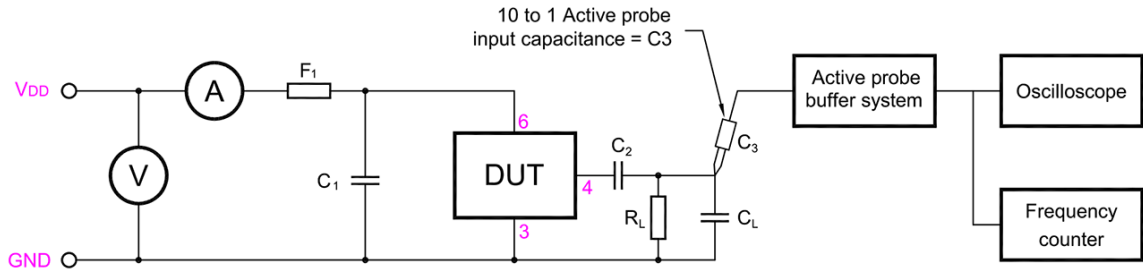 10 to 1 Active probe
input capacitance = C3
VDD
A
F1
Active probe
buffer system
Oscilloscope
6
C3
V
C1
DUT
C2
4
RL
CL
3
Frequency
counter
GND